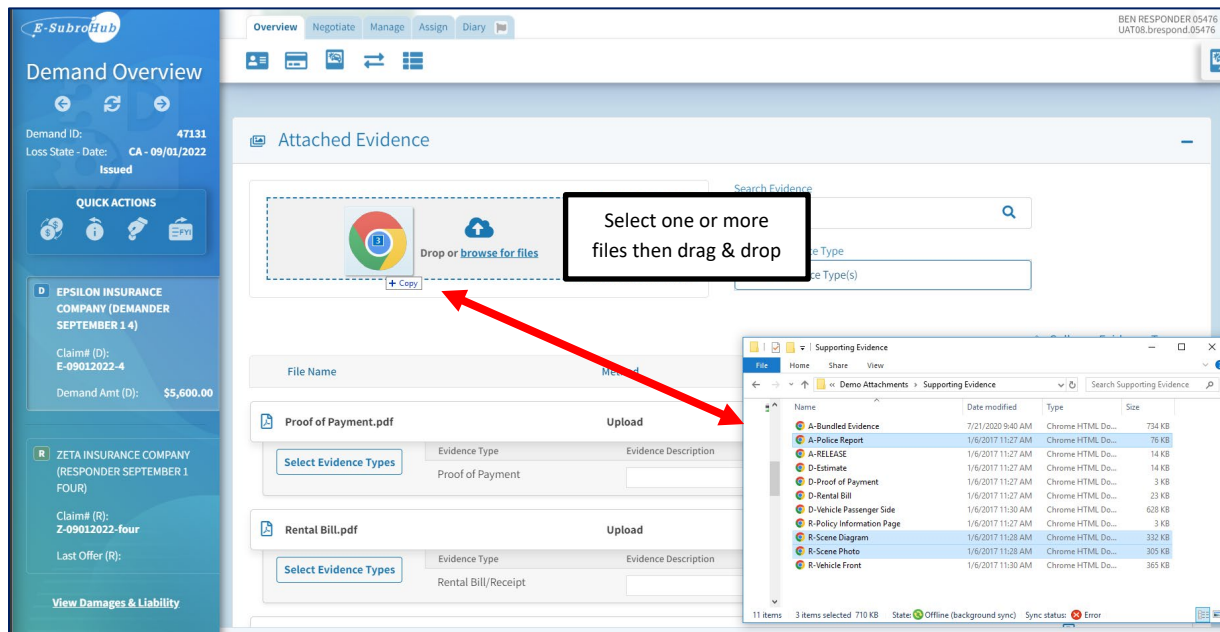 E-SubroHub
Demand Overview
Demand ID: 47131
Loss State - Date: CA - 09/01/2022
Issued
QUICK ACTIONS
FYI
D EPSILON INSURANCE
COMPANY (DEMANDER
SEPTEMBER 1 4)
Claim# (D):
E-09012022-4
Demand Amt (D): $5,600.00
R ZETA INSURANCE COMPANY
(RESPONDER SEPTEMBER 1
FOUR)
Claim# (R):
Z-09012022-four
Last Offer (R):
View Damages & Liability
Overview Negotiate Manage Assign Diary
BEN RESPONDER 05476
UAT08.brespond.05476
Attached Evidence
3
+ Copy
Drop or browse for files
Select one or more
files then drag & drop
Search Evidence
Type
Type(s)
File Name Method
Proof of Payment.pdf Upload
Select Evidence Types
Evidence Type Evidence Description
Proof of Payment
Rental Bill.pdf Upload
Select Evidence Types
Evidence Type Evidence Description
Rental Bill/Receipt
Supporting Evidence
File Home Share View
« Demo Attachments › Supporting Evidence
Search Supporting Evidence
Name Date modified Type Size
A-Bundled Evidence 7/21/2020 9:40 AM Chrome HTML Do... 734 KB
A-Police Report 1/6/2017 11:27 AM Chrome HTML Do... 76 KB
A-RELEASE 1/6/2017 11:27 AM Chrome HTML Do... 14 KB
D-Estimate 1/6/2017 11:27 AM Chrome HTML Do... 14 KB
D-Proof of Payment 1/6/2017 11:27 AM Chrome HTML Do... 3 KB
D-Rental Bill 1/6/2017 11:27 AM Chrome HTML Do... 23 KB
D-Vehicle Passenger Side 1/6/2017 11:30 AM Chrome HTML Do... 628 KB
R-Policy Information Page 1/6/2017 11:27 AM Chrome HTML Do... 3 KB
R-Scene Diagram 1/6/2017 11:28 AM Chrome HTML Do... 332 KB
R-Scene Photo 1/6/2017 11:28 AM Chrome HTML Do... 305 KB
R-Vehicle Front 1/6/2017 11:30 AM Chrome HTML Do... 365 KB
11 items 3 items selected 710 KB State: Offline (background sync) Sync status: Error